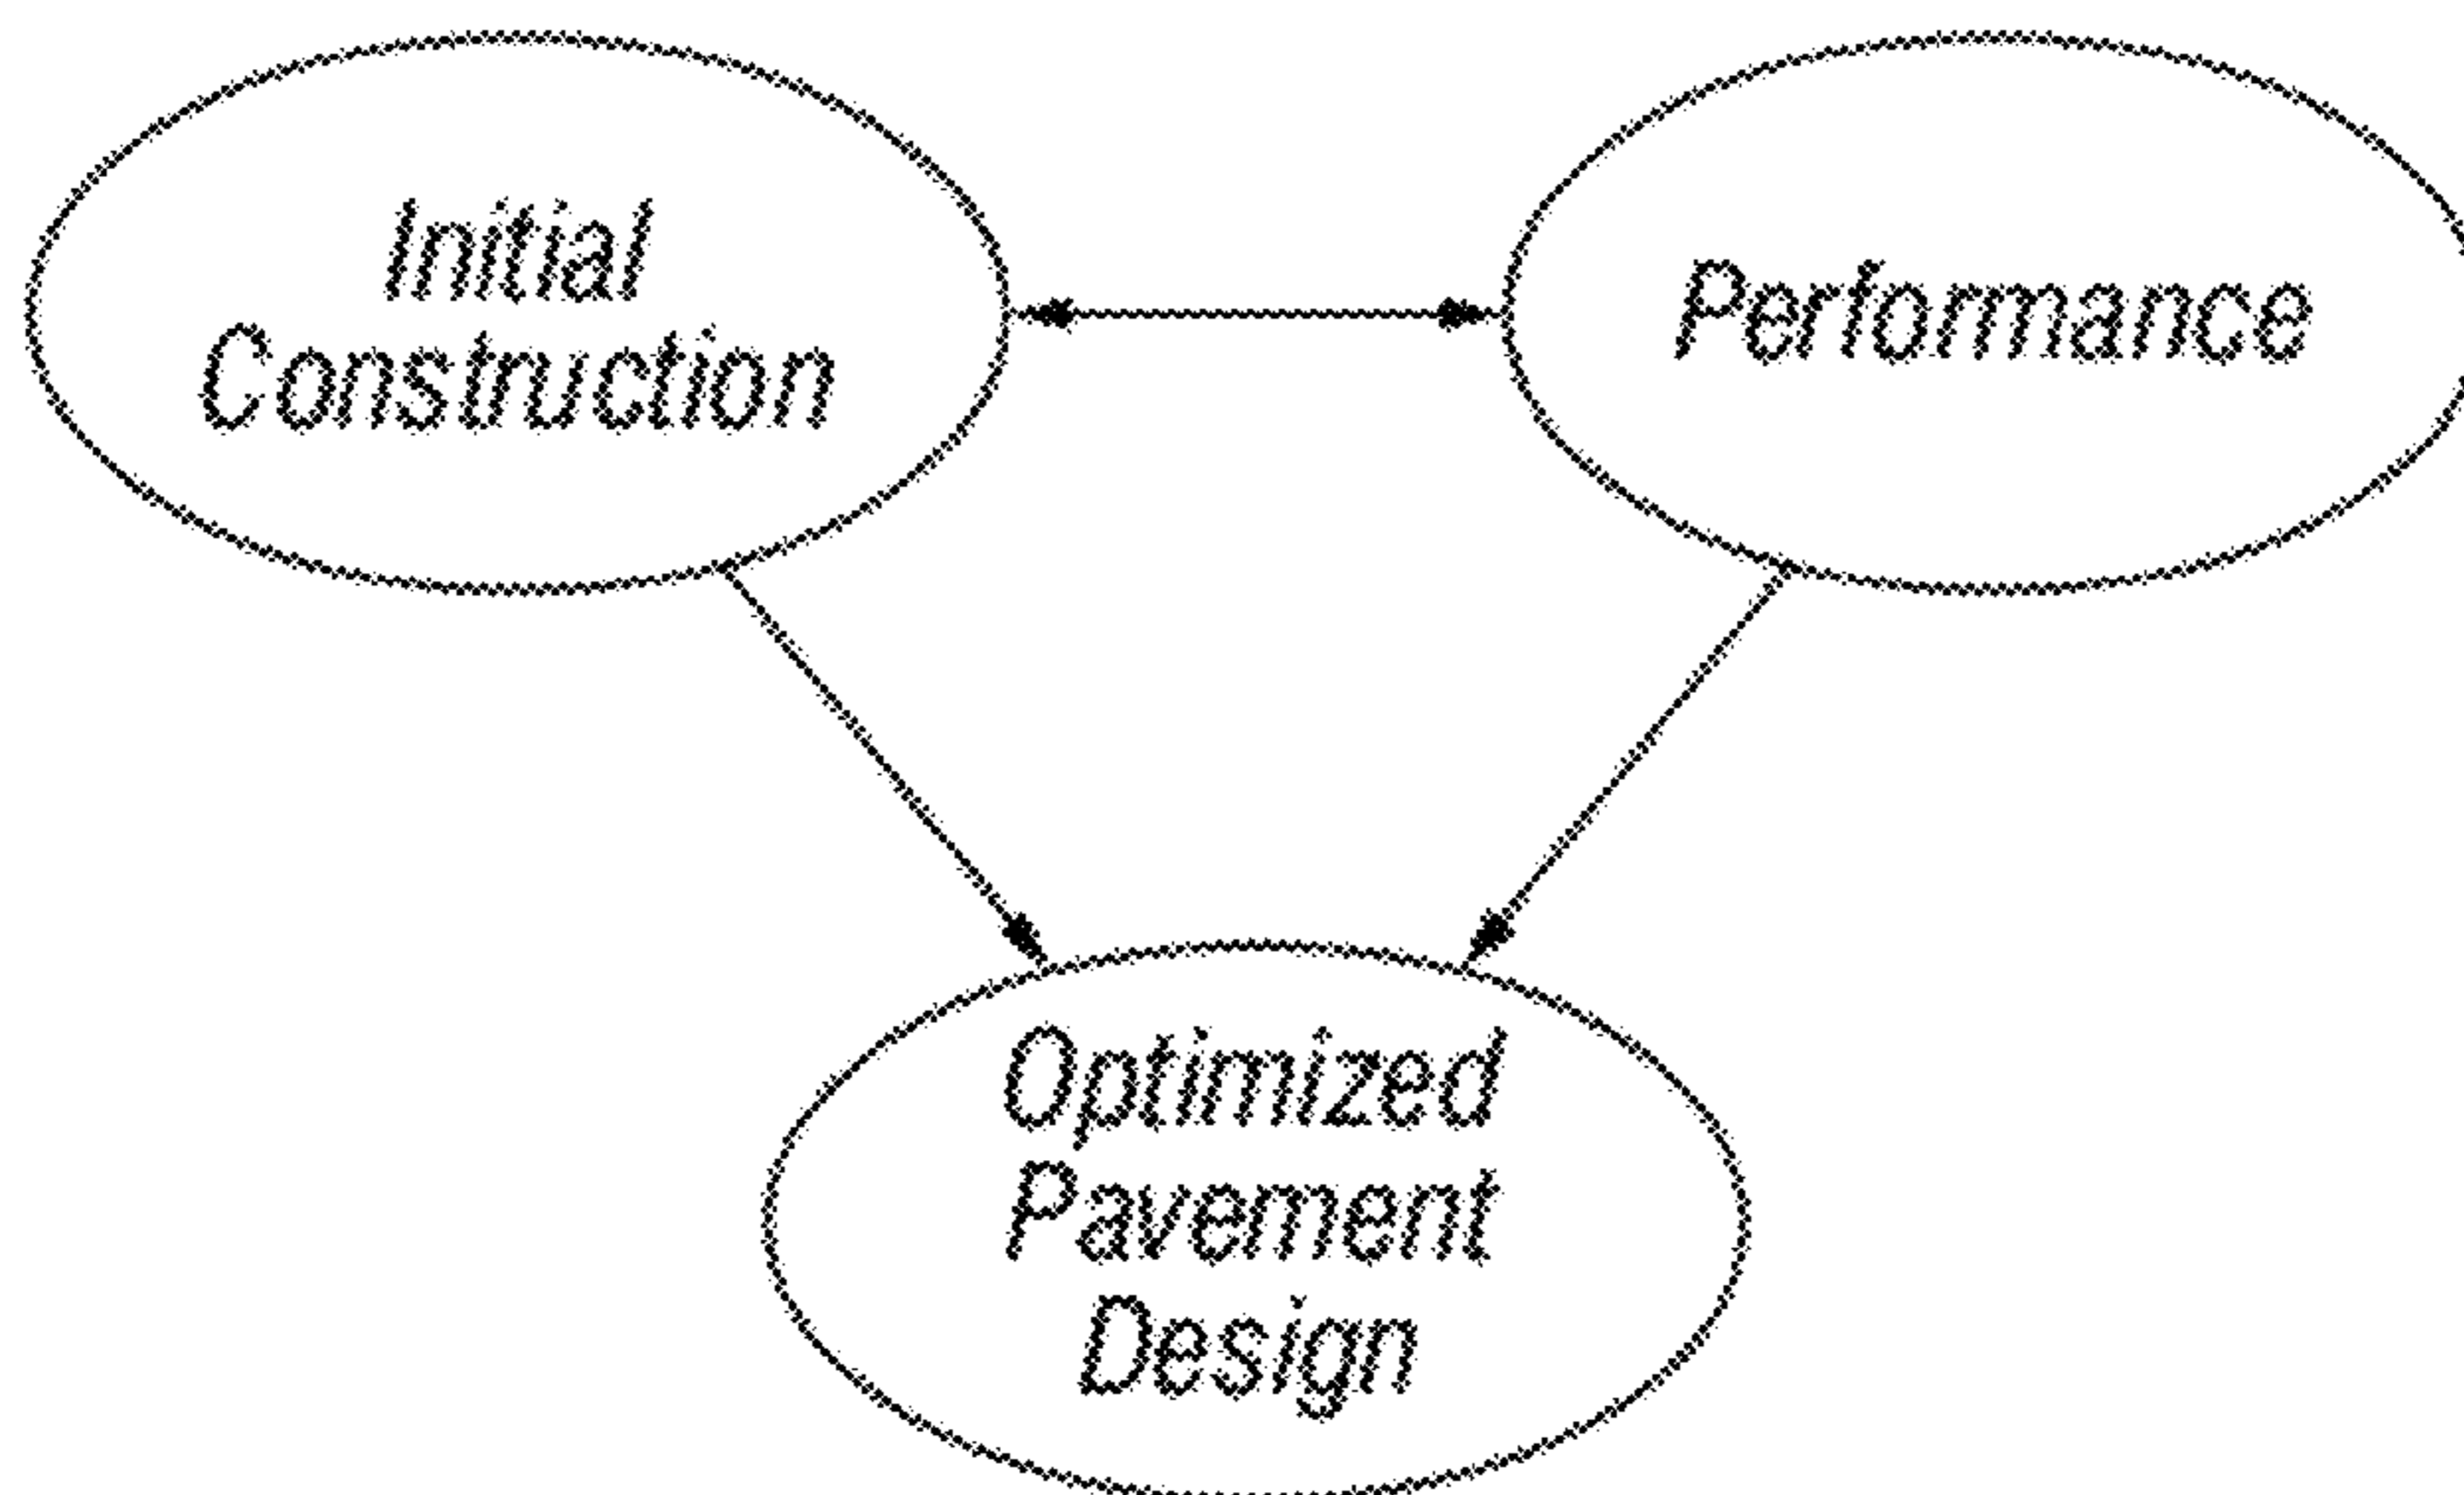 Initial
Construction
Performance
Optimized
Pavement
Design